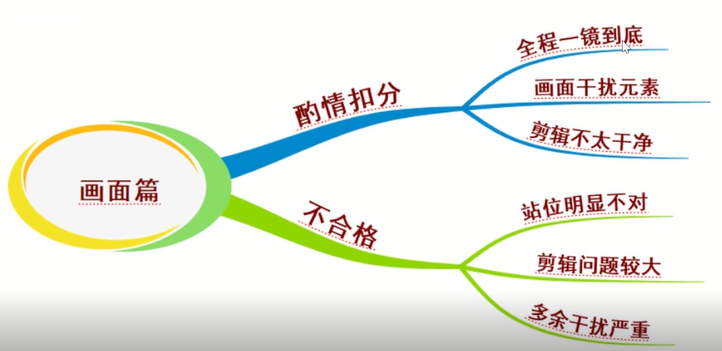 画面篇
酌情扣分
全程一镜到底
画面干扰元素
剪辑不太干净
不合格
站位明显不对
剪辑问题较大
多余干扰严重